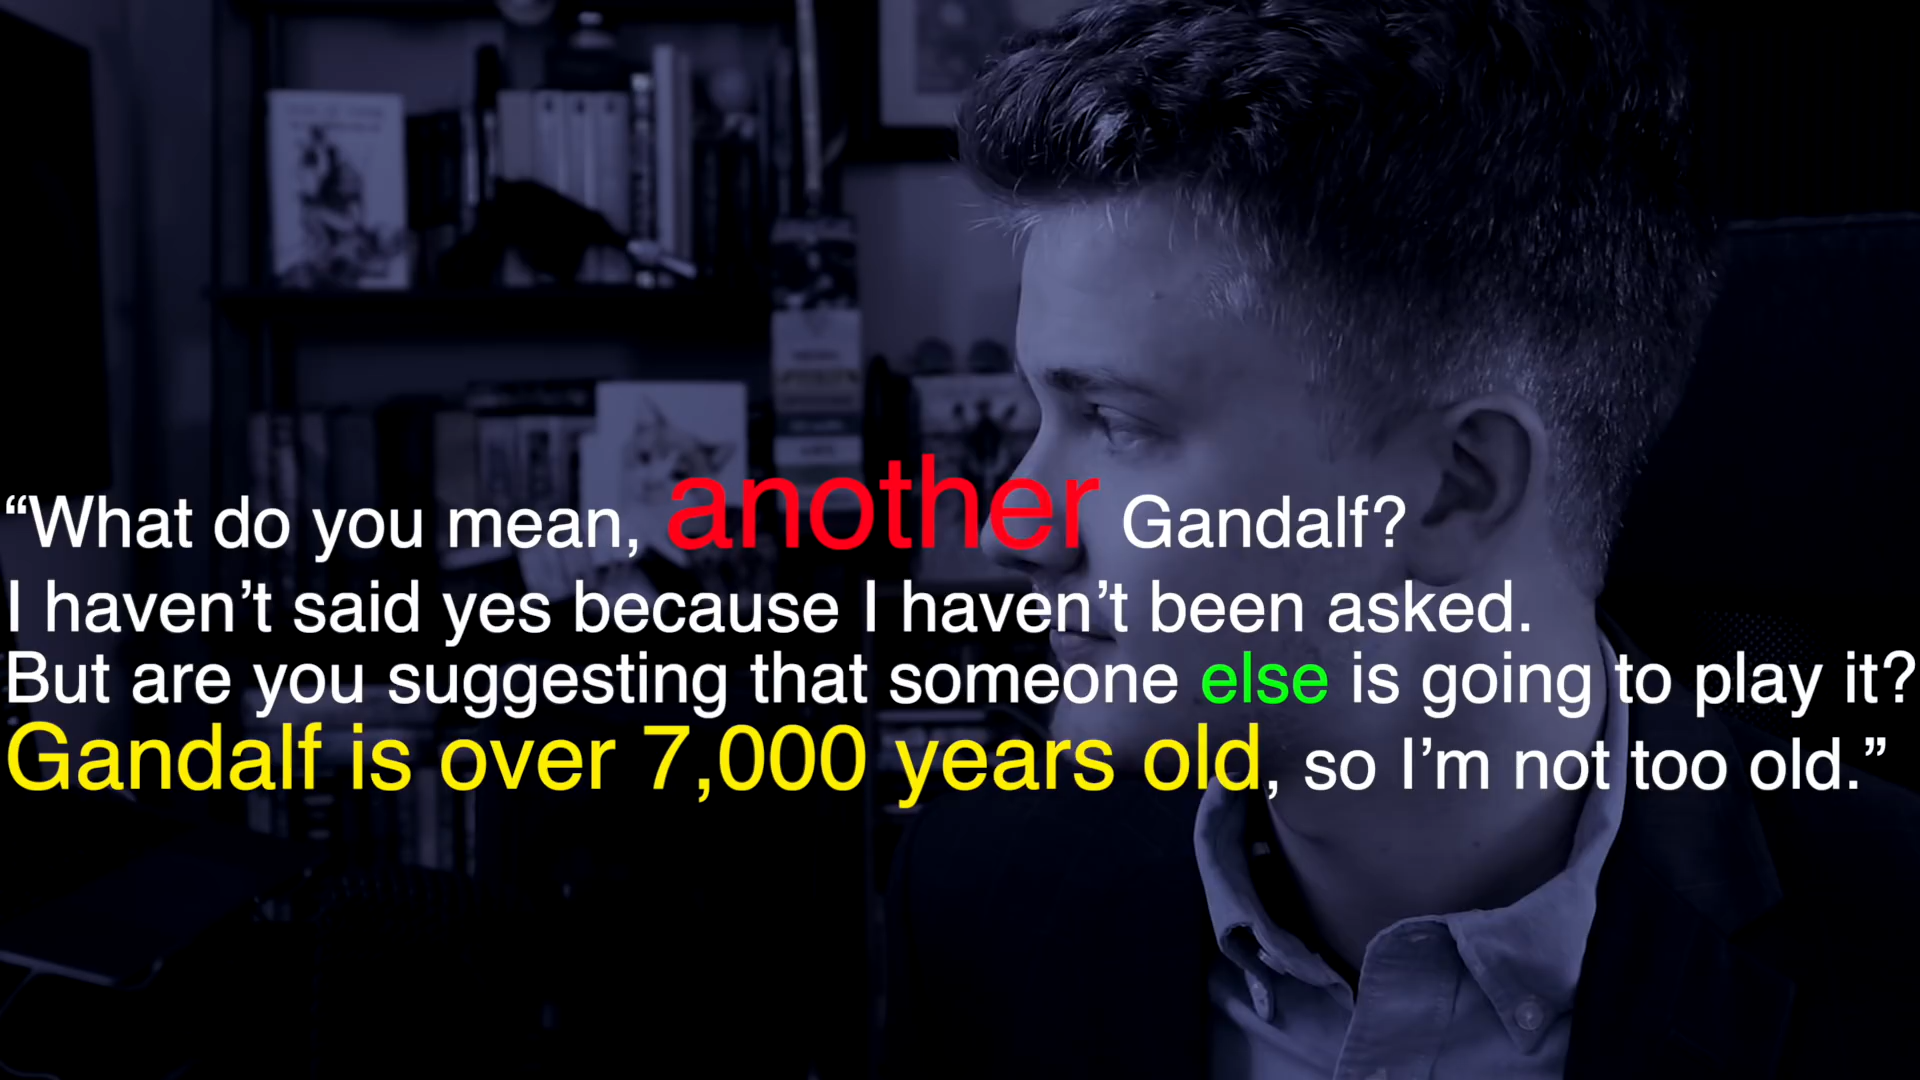 “What do you mean, another Gandalf?
I haven’t said yes because I haven’t been asked.
But are you suggesting that someone else is going to play it?
Gandalf is over 7,000 years old, so I’m not too old.”